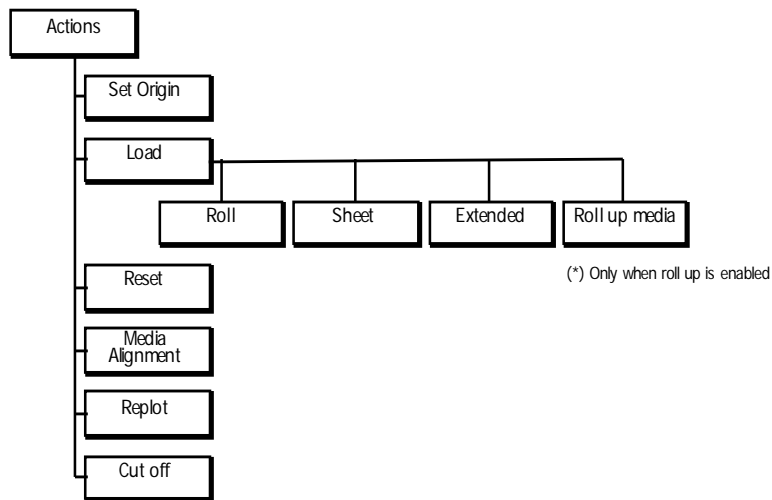 Actions
Set Origin
Load
Roll
Sheet
Extended
Roll up media
(*) Only when roll up is enabled
Reset
Media
Alignment
Replot
Cut off